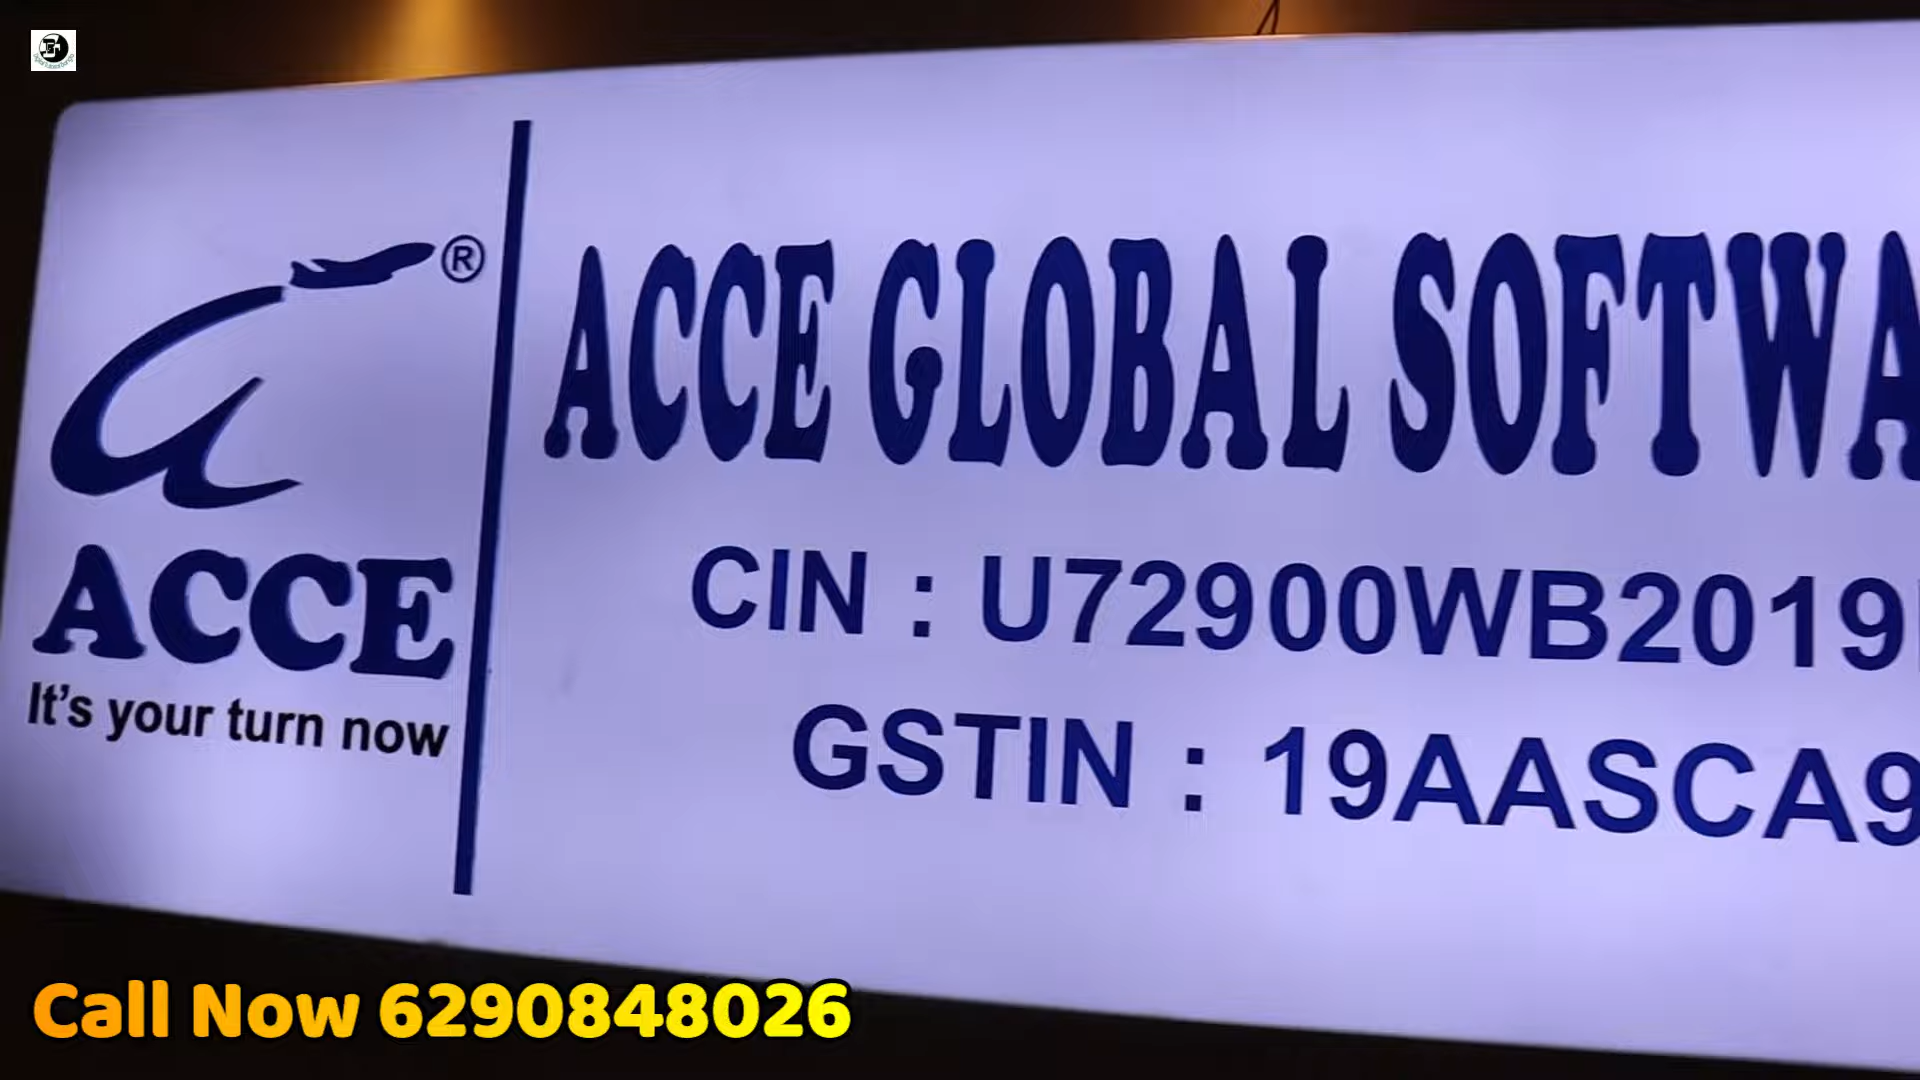 ®
ACCE
It's your turn now
ACCE GLOBAL SOFTWA
CIN : U72900WB2019
GSTIN : 19AASCA9
Call Now 6290848026